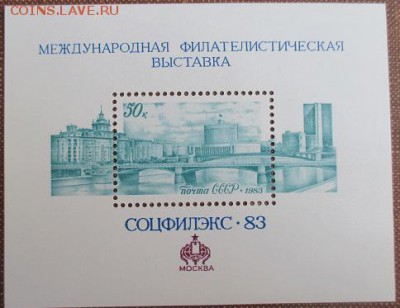 COINS.LAVE.RU
МЕЖДУНАРОДНАЯ ФИЛАТЕЛИСТИЧЕСКАЯ
ВЫСТАВКА
50к
почта СССР • 1983
СОЦФИЛЭКС • 83
МОСКВА